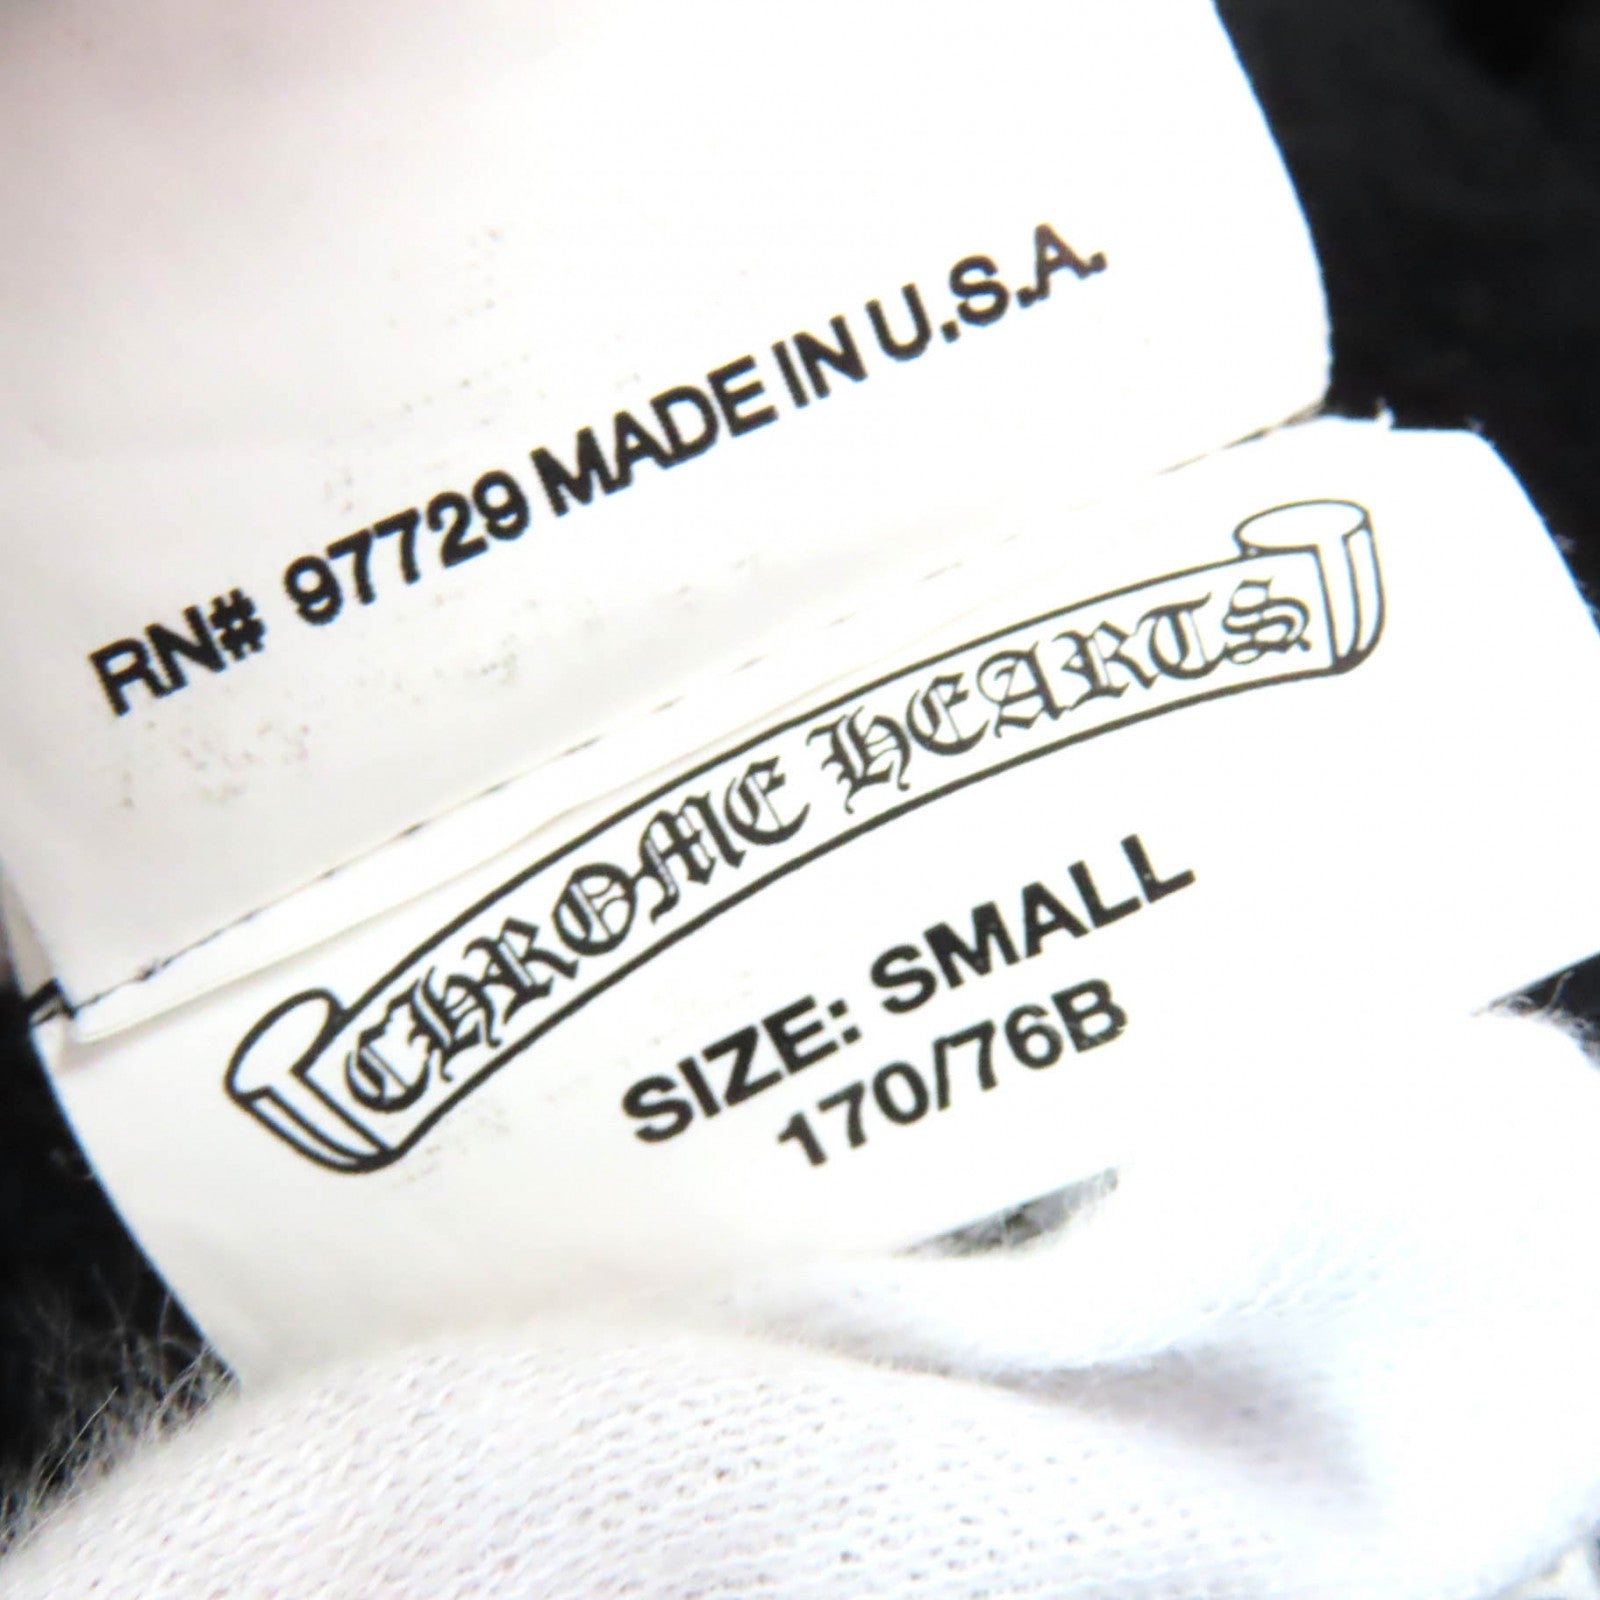 RN# 97729 MADE IN U.S.A.
CHROME HEARTS
SIZE: SMALL
170/76B